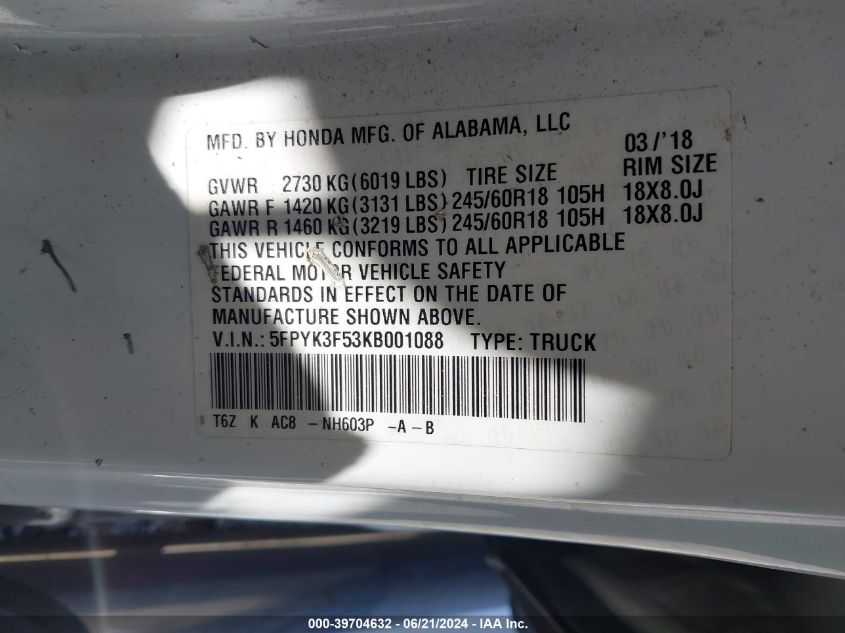 MFD. BY HONDA MFG. OF ALABAMA, LLC 03/'18
RIM SIZE
GVWR 2730 KG(6019 LBS) TIRE SIZE
GAWR F 1420 KG(3131 LBS) 245/60R18 105H 18X8.0J
GAWR R 1460 KG(3219 LBS) 245/60R18 105H 18X8.0J
THIS VEHICLE CONFORMS TO ALL APPLICABLE
FEDERAL MOTOR VEHICLE SAFETY
STANDARDS IN EFFECT ON THE DATE OF
MANUFACTURE SHOWN ABOVE.
V.I.N.: 5FPYK3F53KB001088 TYPE: TRUCK
T6Z K AC8 - NH603P - A - B
000-39704632 - 06/21/2024 - IAA Inc.